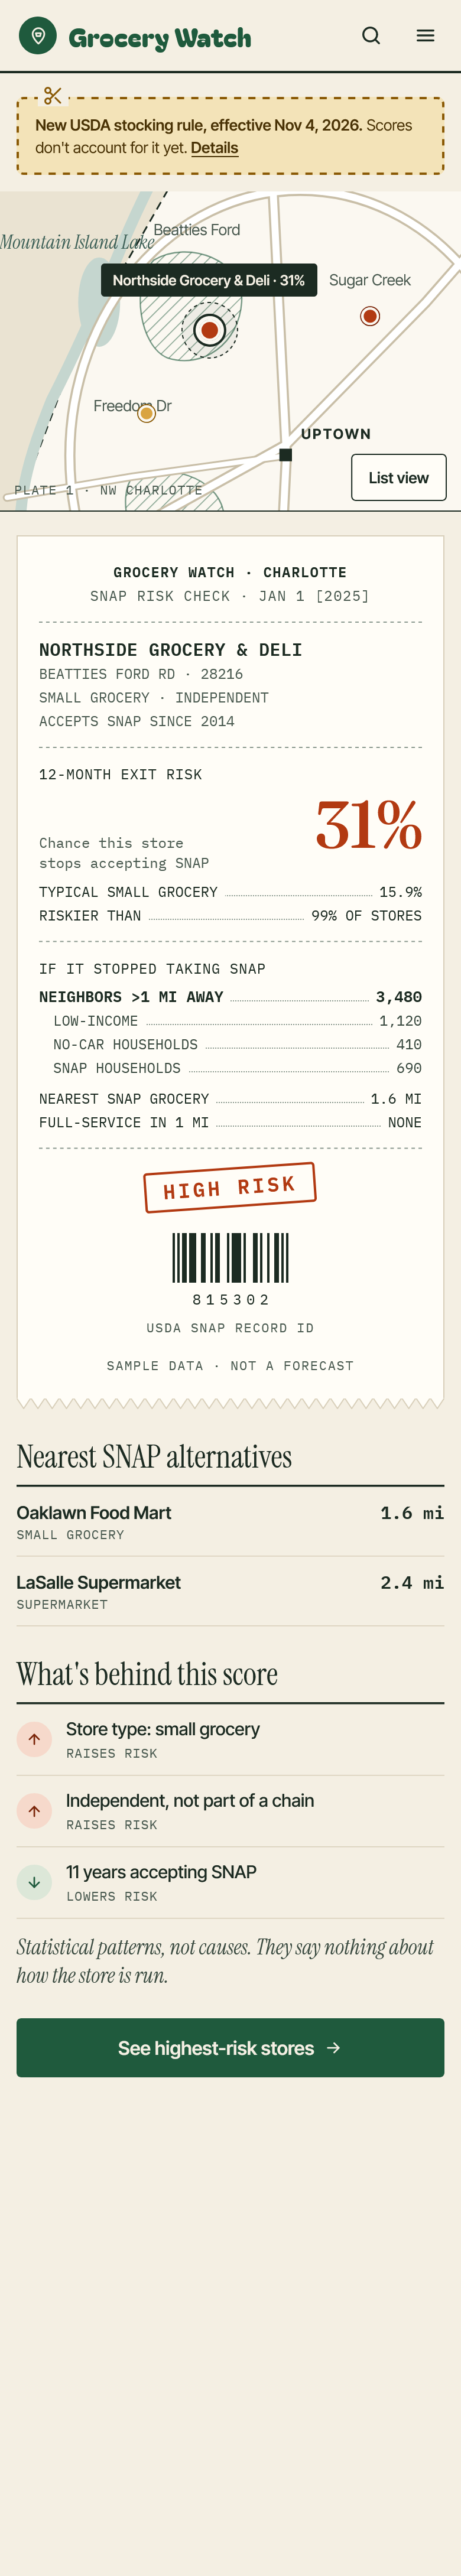 Grocery Watch
New USDA stocking rule, effective Nov 4, 2026. Scores
don't account for it yet. Details
Beatties Ford
Mountain Island Lake
Northside Grocery & Deli · 31%
Sugar Creek
Freedom Dr
UPTOWN
List view
PLATE 1 · NW CHARLOTTE
GROCERY WATCH · CHARLOTTE
SNAP RISK CHECK · JAN 1 [2025]
NORTHSIDE GROCERY & DELI
BEATTIES FORD RD · 28216
SMALL GROCERY · INDEPENDENT
ACCEPTS SNAP SINCE 2014
12-MONTH EXIT RISK
31%
Chance this store
stops accepting SNAP
TYPICAL SMALL GROCERY 15.9%
RISKIER THAN 99% OF STORES
IF IT STOPPED TAKING SNAP
NEIGHBORS >1 MI AWAY 3,480
LOW-INCOME 1,120
NO-CAR HOUSEHOLDS 410
SNAP HOUSEHOLDS 690
NEAREST SNAP GROCERY 1.6 MI
FULL-SERVICE IN 1 MI NONE
HIGH RISK
815302
USDA SNAP RECORD ID
SAMPLE DATA · NOT A FORECAST
Nearest SNAP alternatives
Oaklawn Food Mart 1.6 mi
SMALL GROCERY
LaSalle Supermarket 2.4 mi
SUPERMARKET
What's behind this score
Store type: small grocery
RAISES RISK
Independent, not part of a chain
RAISES RISK
11 years accepting SNAP
LOWERS RISK
Statistical patterns, not causes. They say nothing about
how the store is run.
See highest-risk stores →